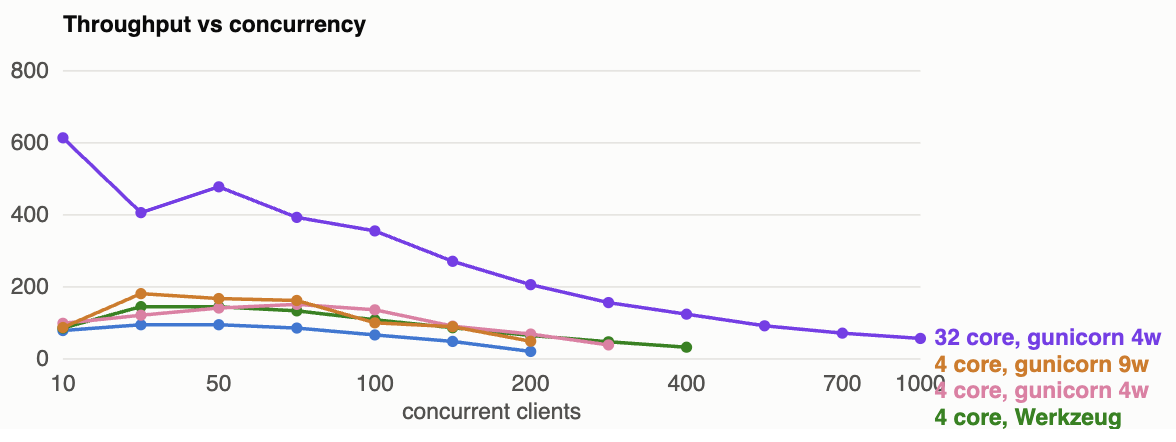 Throughput vs concurrency
800
600
400
200
0
10 50 100 200 400 700 1000
concurrent clients
32 core, gunicorn 4w
4 core, gunicorn 9w
4 core, gunicorn 4w
4 core, Werkzeug